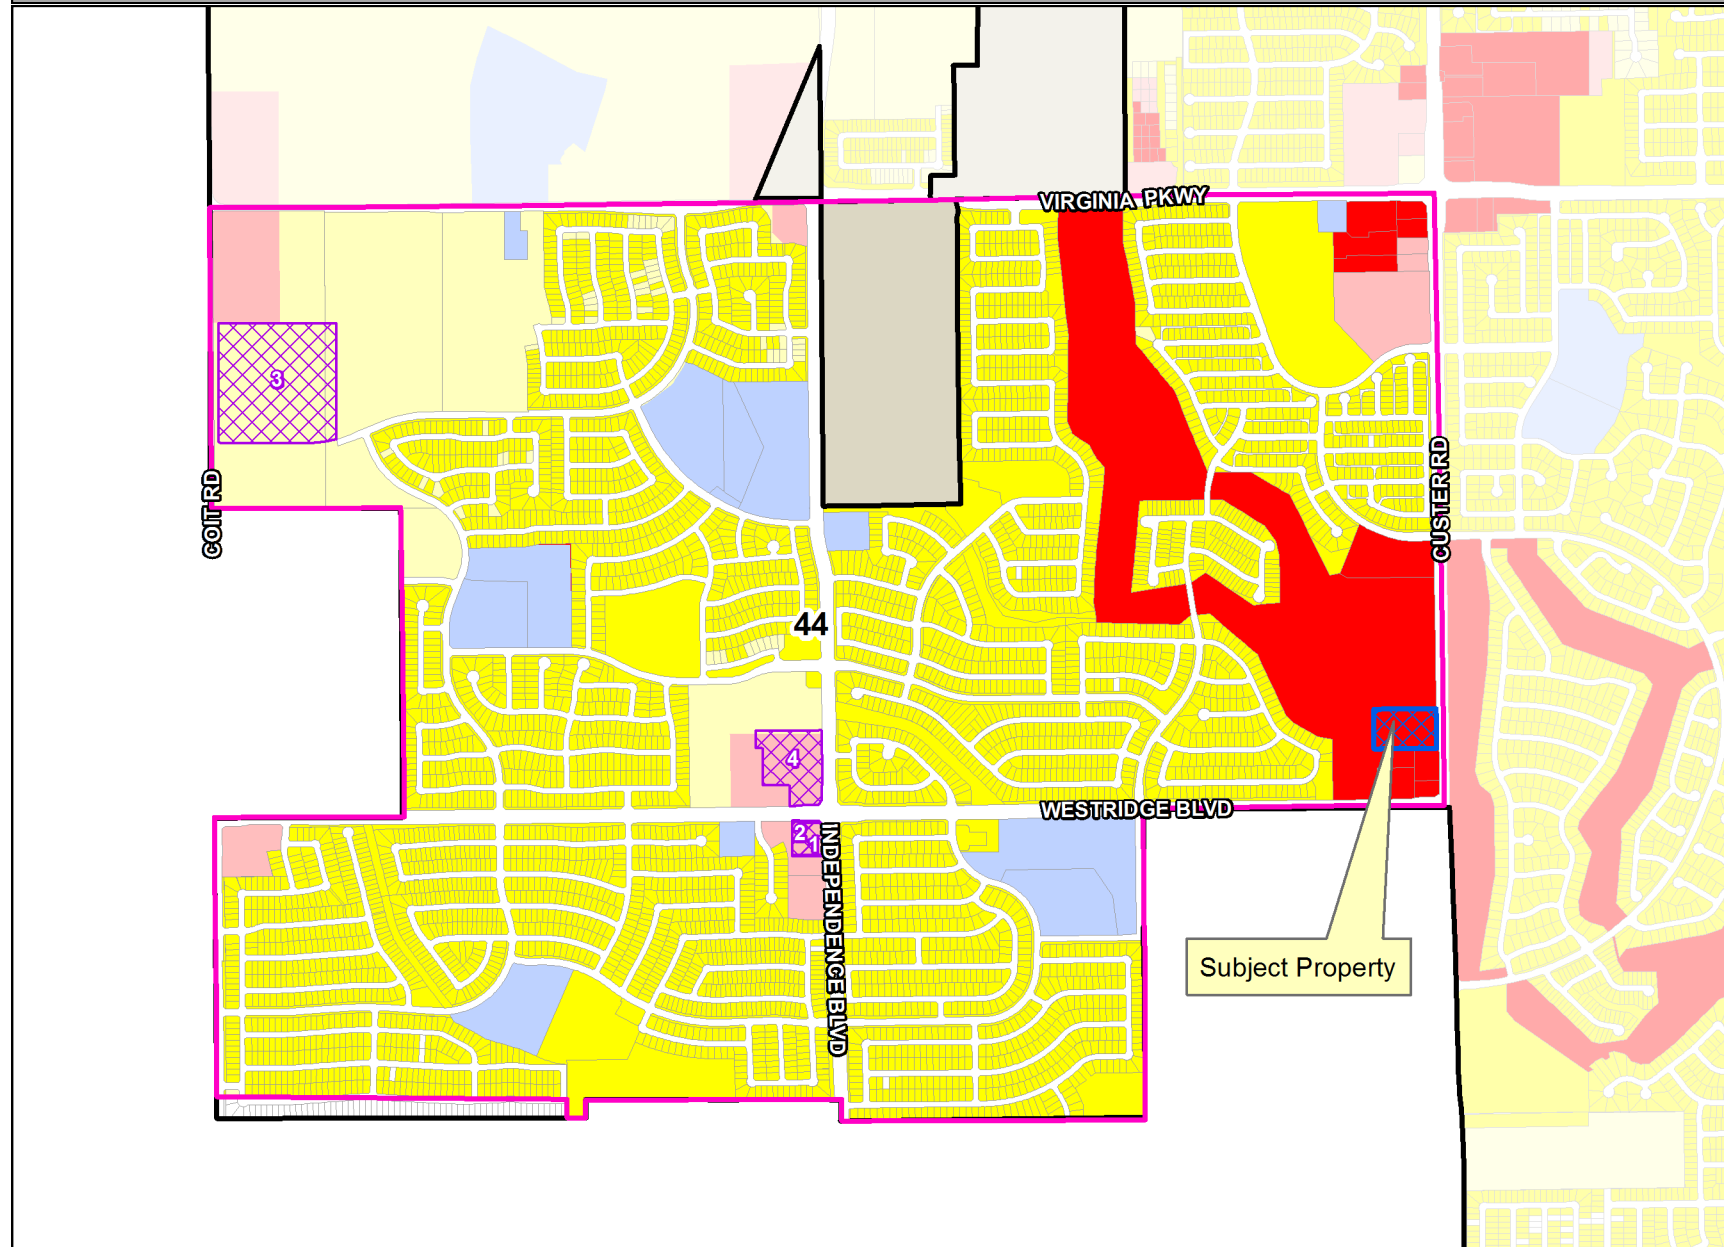 VIRGINIA PKWY
3
COIT RD
CUSTER RD
44
4
WESTRIDGE BLVD
2
1
INDEPENDENCE BLVD
Subject Property